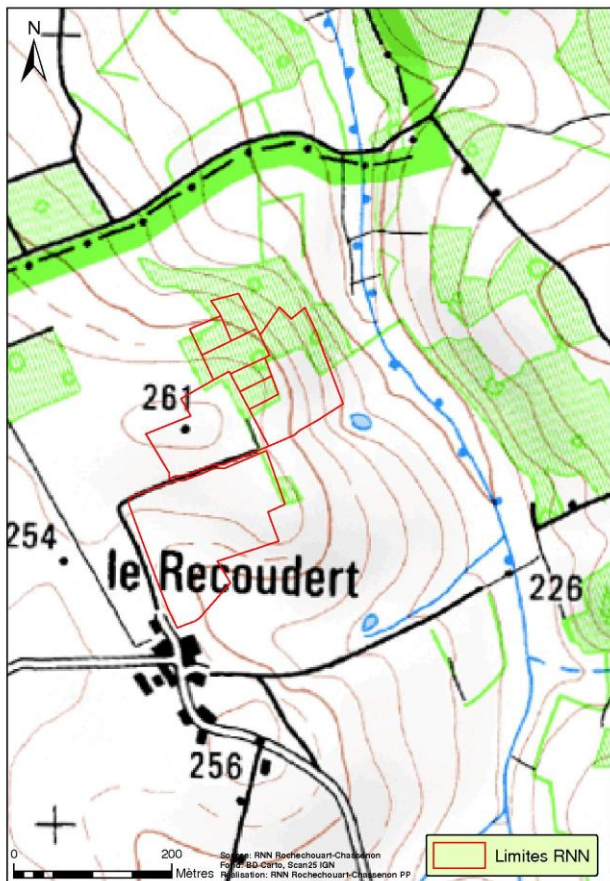 N
261
254
le Recoudert
226
256
0 200
Mètres
Source: RNN Rochechouart-Chassenon
Fond: BD Carto, Scan25 IGN
Réalisation: RNN Rochechouart-Chassenon PP
Limites RNN